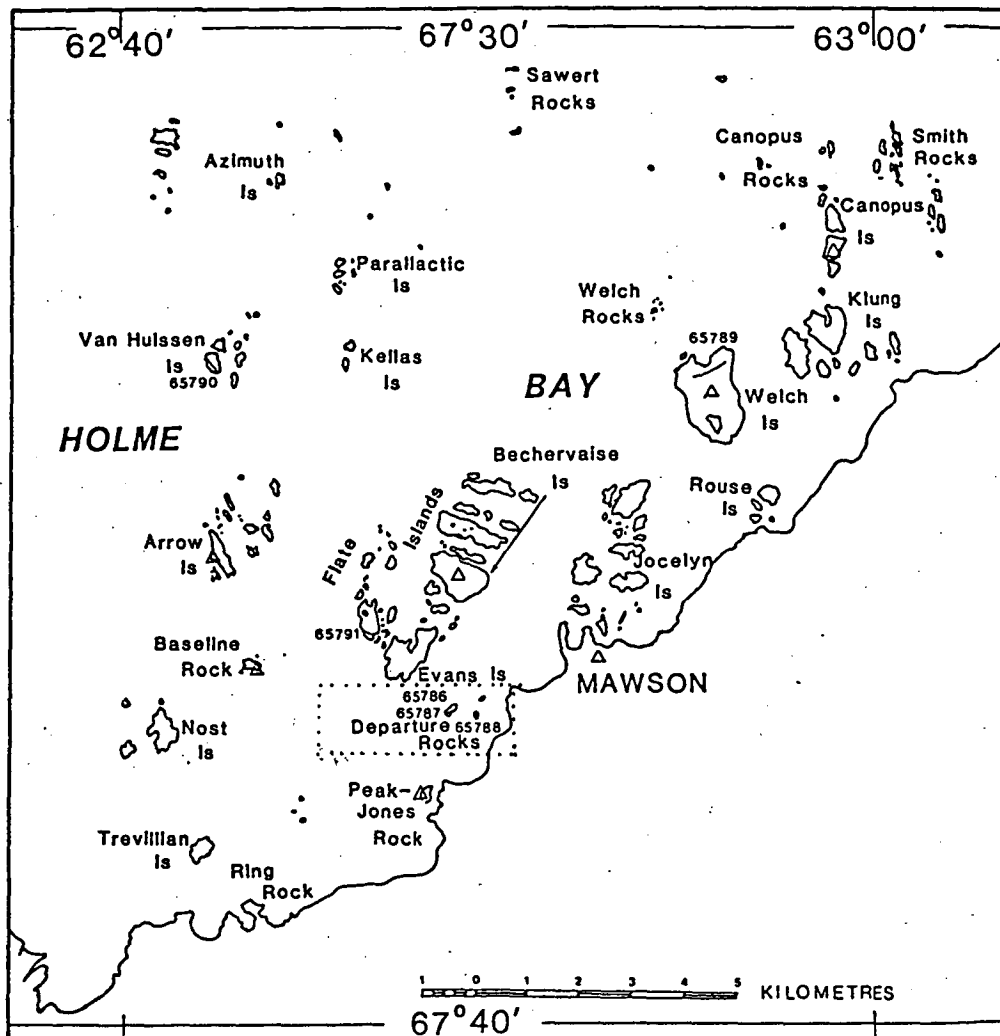 62°40'
67°30'
63°00'
Sawert
Rocks
Canopus
Rocks
Smith
Rocks
Azimuth
Is
Canopus
Is
Parallactic
Is
Welch
Rocks
Klung
Is
Van Hulssen
Is
65790
Kellas
Is
65789
BAY
Welch
Is
HOLME
Bechervaise
Is
Rouse
Is
Arrow
Is
Flate
Islands
Jocelyn
Is
65791
Baseline
Rock
Evans Is
MAWSON
65786
65787
Departure 65788
Rocks
Nost
Is
Peak-
Jones
Rock
Trevillian
Is
Ring
Rock
1 0 1 2 3 4 5
KILOMETRES
67°40'